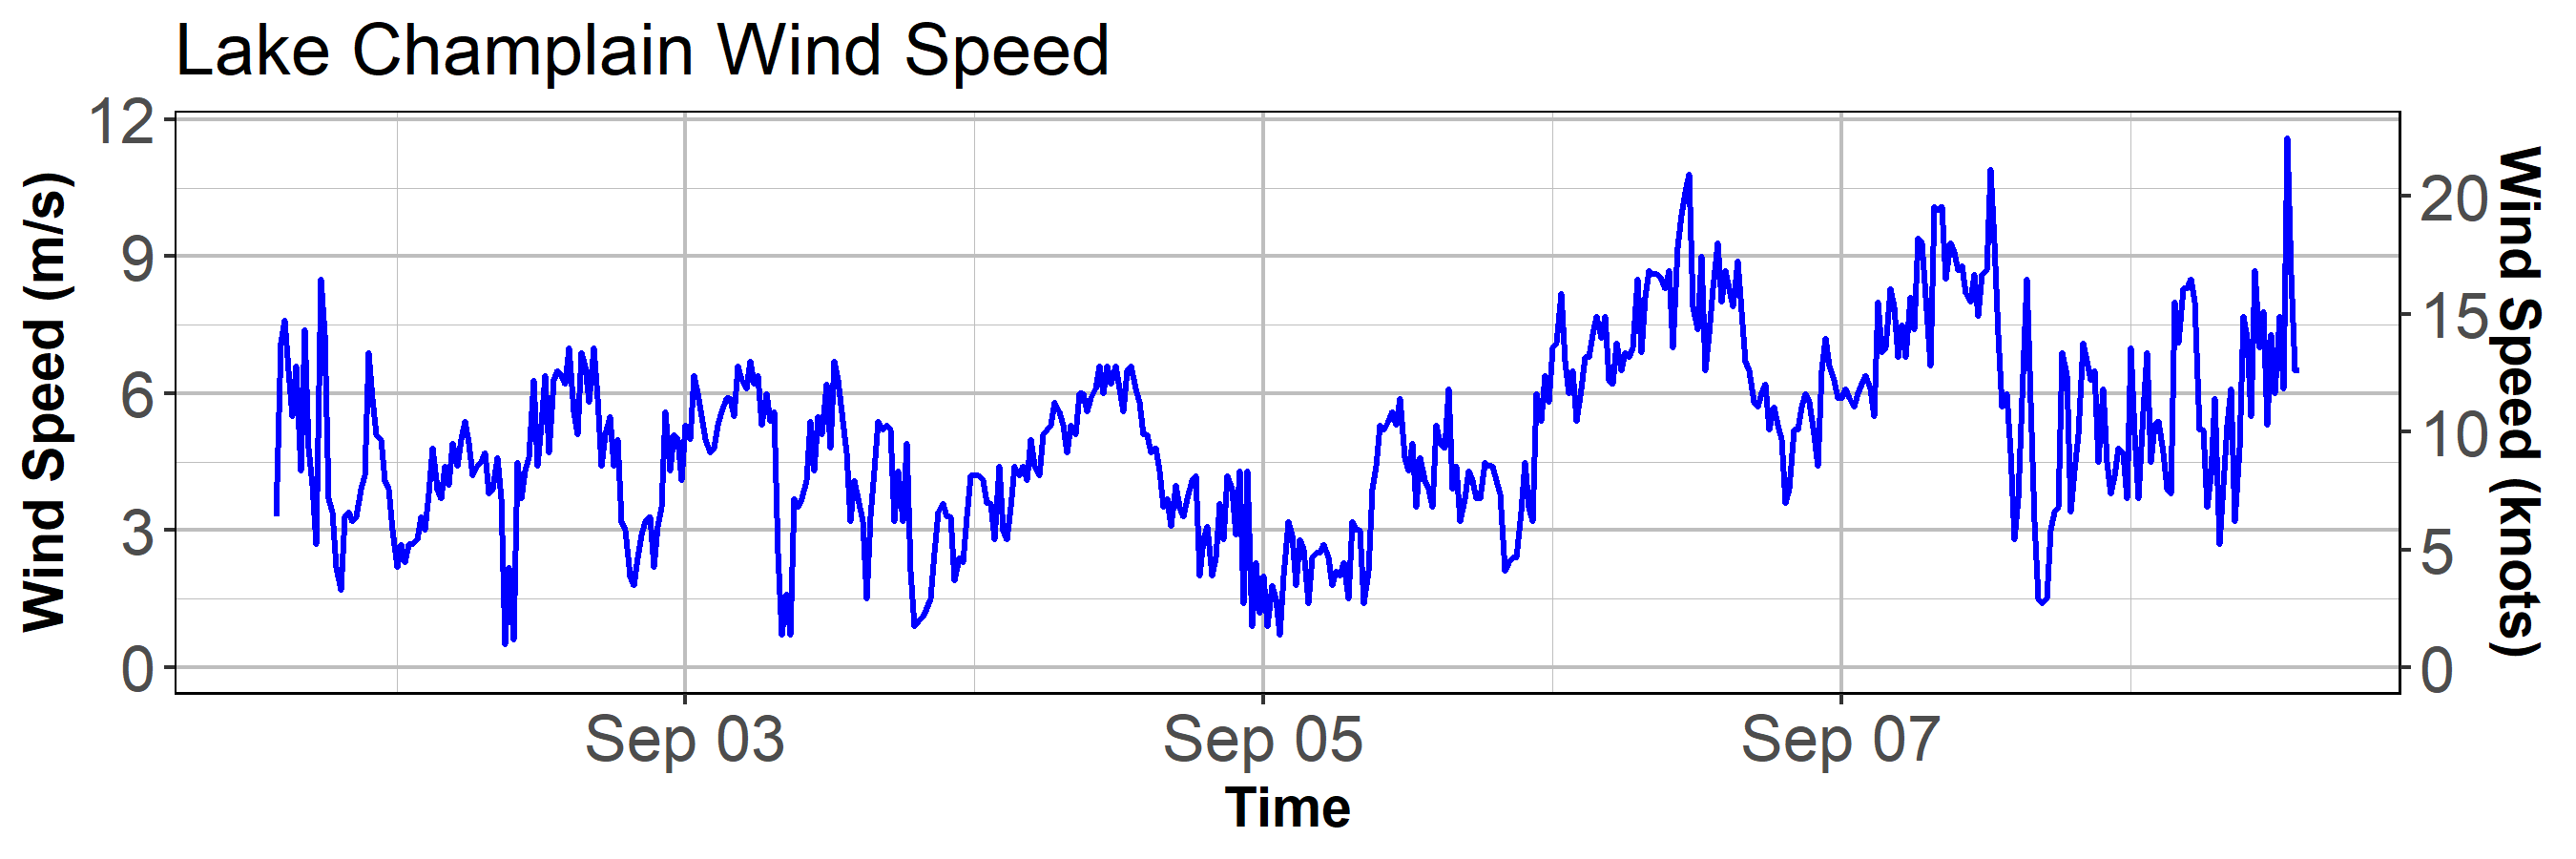 Lake Champlain Wind Speed
12
9
6
3
0
Wind Speed (m/s)
20
15
10
5
0
Wind Speed (knots)
Sep 03
Sep 05
Sep 07
Time